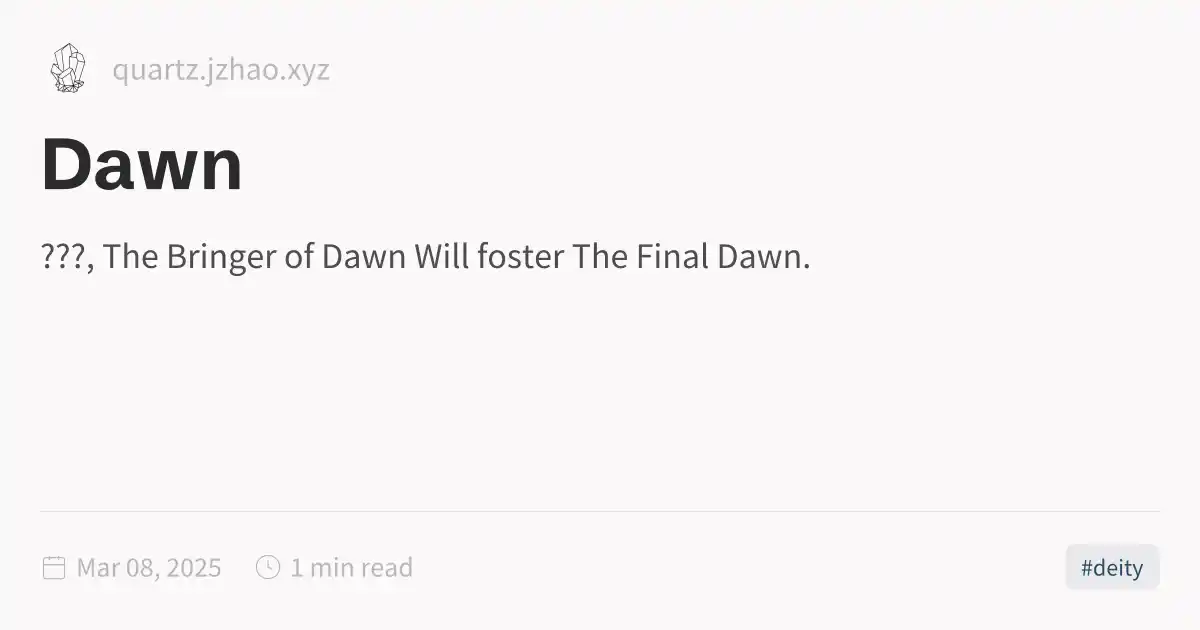 quartz.jzhao.xyz
Dawn
???, The Bringer of Dawn Will foster The Final Dawn.
Mar 08, 2025 1 min read #deity